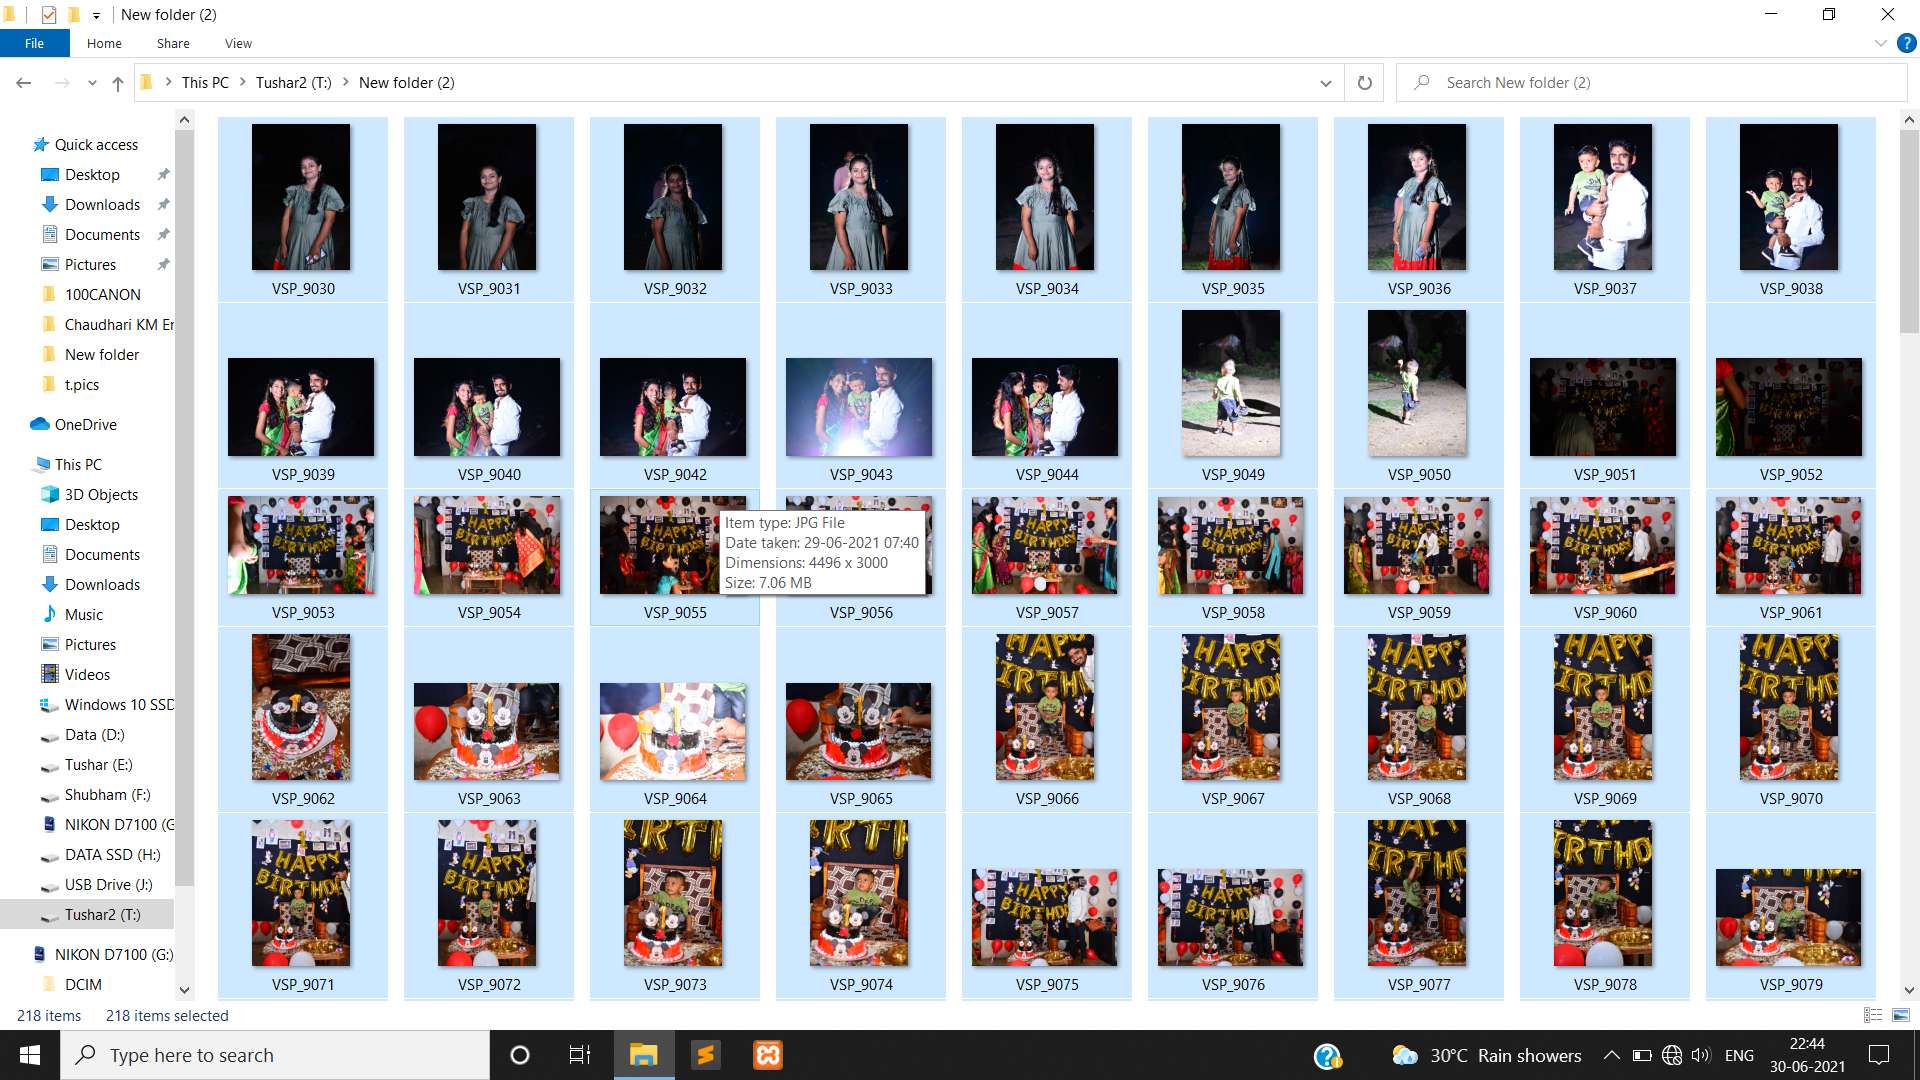 New folder (2)
File
Home
Share
View
This PC
Tushar2 (T:)
New folder (2)
Search New folder (2)
Quick access
Desktop
Downloads
Documents
Pictures
100CANON
Chaudhari KM Er
New folder
t.pics
OneDrive
This PC
3D Objects
Desktop
Documents
Downloads
Music
Pictures
Videos
Windows 10 SSD
Data (D:)
Tushar (E:)
Shubham (F:)
NIKON D7100 (G
DATA SSD (H:)
USB Drive (J:)
Tushar2 (T:)
NIKON D7100 (G:)
DCIM
VSP_9030 VSP_9031 VSP_9032 VSP_9033 VSP_9034 VSP_9035 VSP_9036 VSP_9037 VSP_9038
VSP_9039 VSP_9040 VSP_9042 VSP_9043 VSP_9044 VSP_9049 VSP_9050 VSP_9051 VSP_9052
Item type: JPG File
Date taken: 29-06-2021 07:40
Dimensions: 4496 x 3000
Size: 7.06 MB
VSP_9053 VSP_9054 VSP_9055 VSP_9056 VSP_9057 VSP_9058 VSP_9059 VSP_9060 VSP_9061
VSP_9062 VSP_9063 VSP_9064 VSP_9065 VSP_9066 VSP_9067 VSP_9068 VSP_9069 VSP_9070
VSP_9071 VSP_9072 VSP_9073 VSP_9074 VSP_9075 VSP_9076 VSP_9077 VSP_9078 VSP_9079
218 items
218 items selected
Type here to search
30°C Rain showers
ENG
22:44
30-06-2021